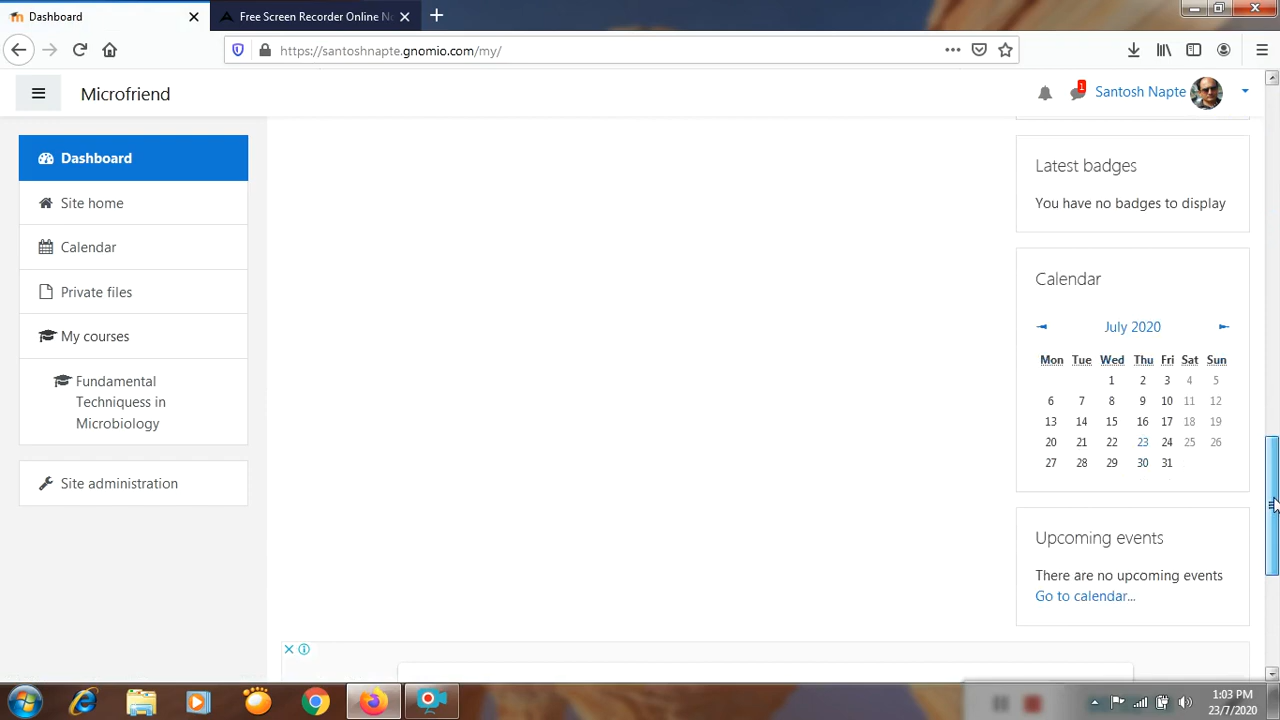 Dashboard
Free Screen Recorder Online No
https://santoshnapte.gnomio.com/my/
Microfriend
1
Santosh Napte
Dashboard
Site home
Calendar
Private files
My courses
Fundamental
Techniquess in
Microbiology
Site administration
Latest badges
You have no badges to display
Calendar
July 2020
Mon Tue Wed Thu Fri Sat Sun
1 2 3 4 5
6 7 8 9 10 11 12
13 14 15 16 17 18 19
20 21 22 23 24 25 26
27 28 29 30 31
Upcoming events
There are no upcoming events
Go to calendar...
1:03 PM
23/7/2020